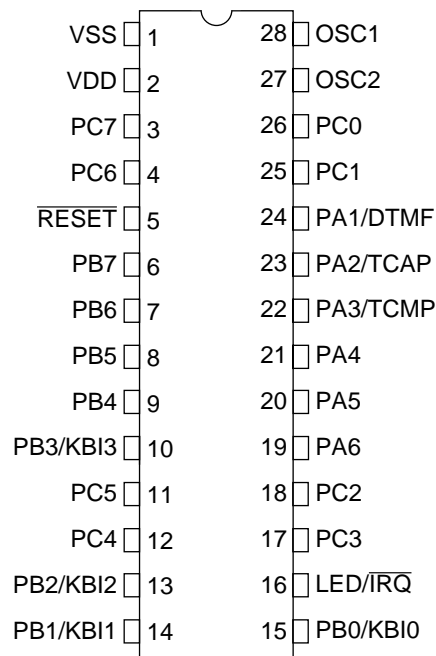 VSS 1 28 OSC1
VDD 2 27 OSC2
PC7 3 26 PC0
PC6 4 25 PC1
RESET 5 24 PA1/DTMF
PB7 6 23 PA2/TCAP
PB6 7 22 PA3/TCMP
PB5 8 21 PA4
PB4 9 20 PA5
PB3/KBI3 10 19 PA6
PC5 11 18 PC2
PC4 12 17 PC3
PB2/KBI2 13 16 LED/IRQ
PB1/KBI1 14 15 PB0/KBI0